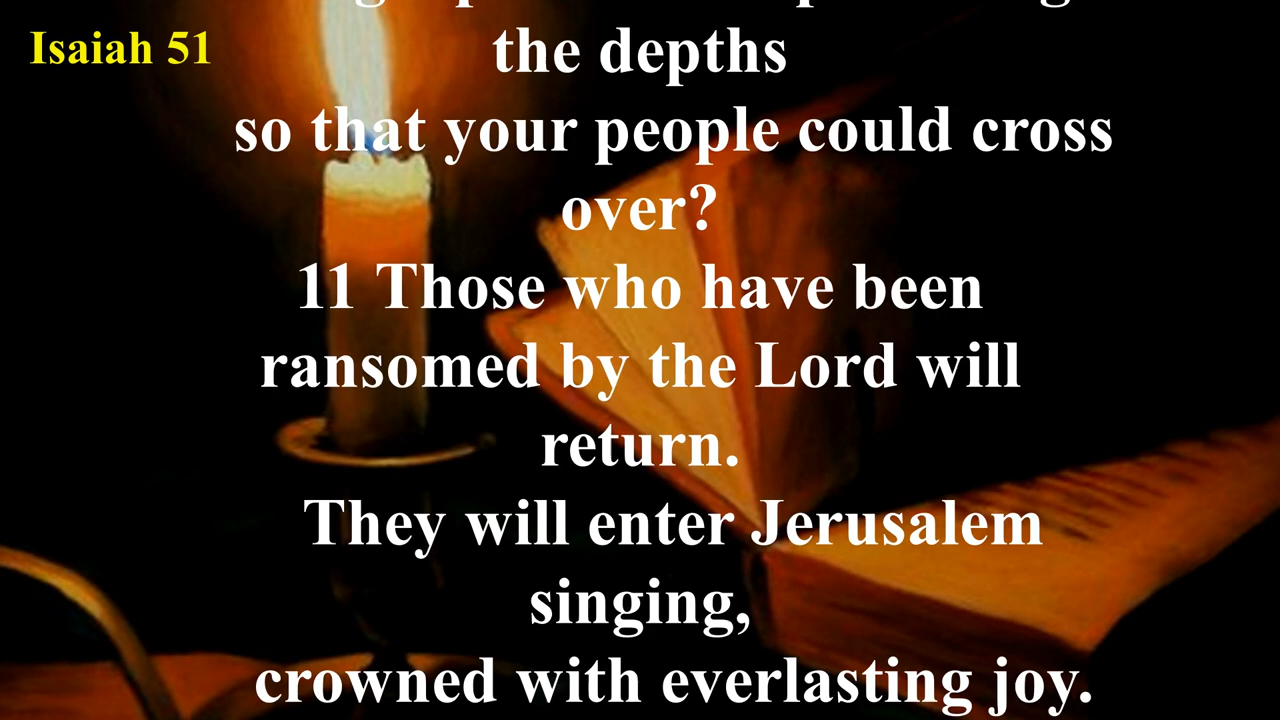 Isaiah 51
the depths
so that your people could cross
over?
11 Those who have been
ransomed by the Lord will
return.
They will enter Jerusalem
singing,
crowned with everlasting joy.